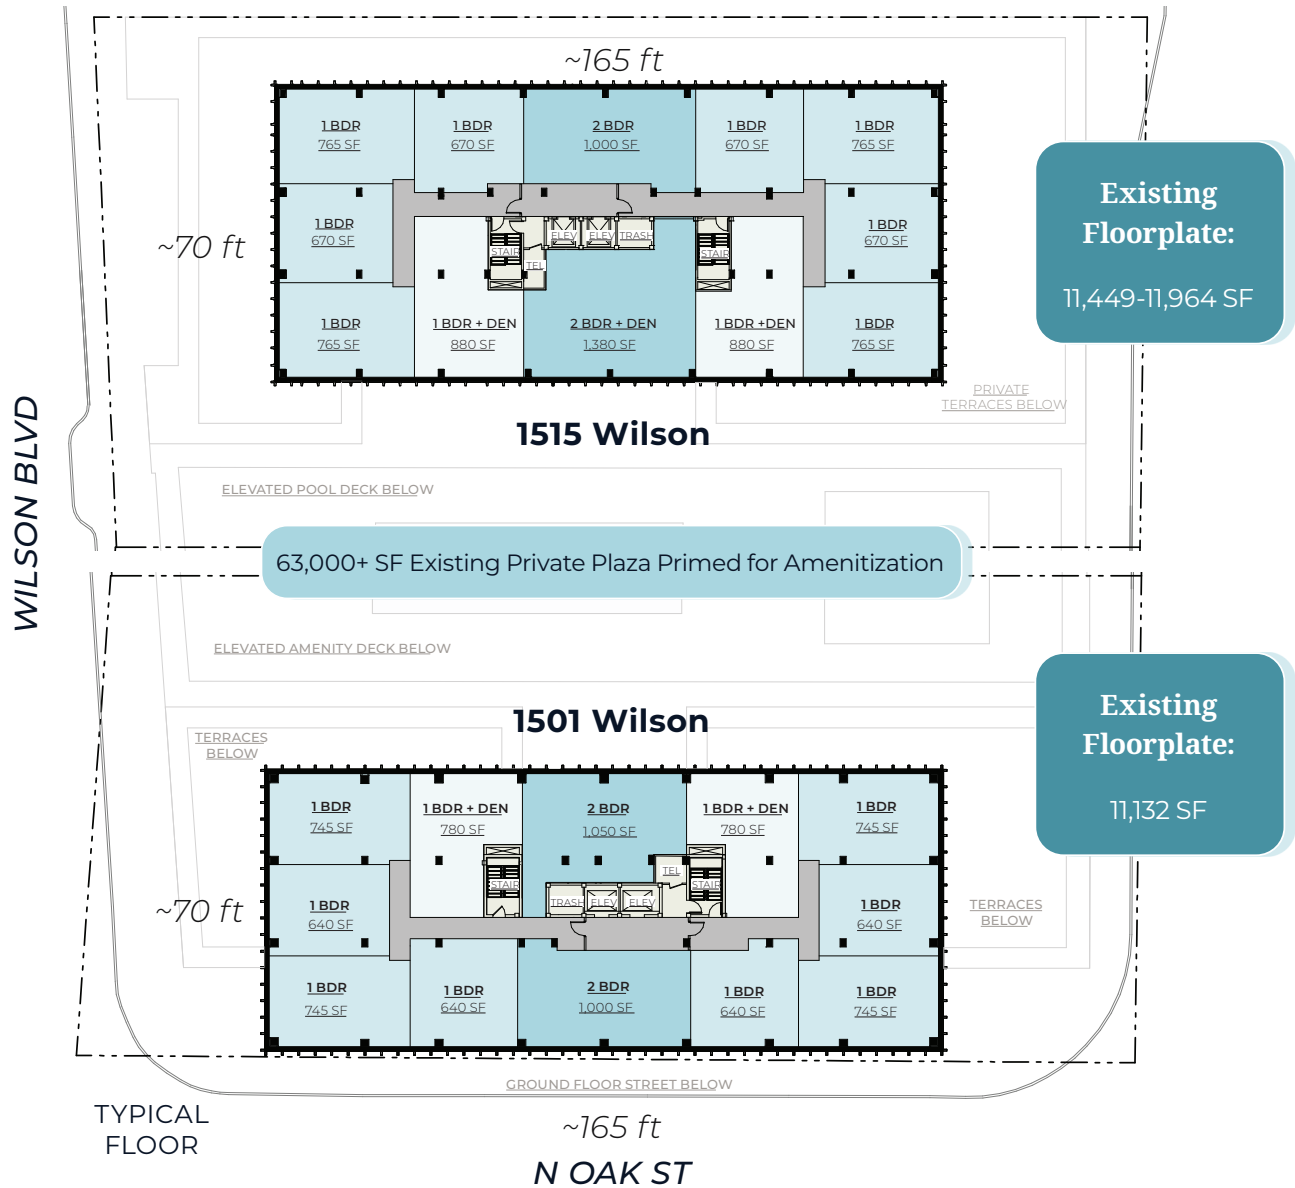 ~165 ft
1 BDR
765 SF
1 BDR
670 SF
2 BDR
1,000 SF
1 BDR
670 SF
1 BDR
765 SF
Existing
Floorplate:
11,449-11,964 SF
~70 ft
1 BDR
670 SF
STAIR
TEL
ELEV
ELEV
TRASH
STAIR
1 BDR
670 SF
1 BDR
765 SF
1 BDR + DEN
880 SF
2 BDR + DEN
1,380 SF
1 BDR +DEN
880 SF
1 BDR
765 SF
PRIVATE
TERRACES BELOW
1515 Wilson
WILSON BLVD
ELEVATED POOL DECK BELOW
63,000+ SF Existing Private Plaza Primed for Amenitization
ELEVATED AMENITY DECK BELOW
1501 Wilson
TERRACES
BELOW
Existing
Floorplate:
11,132 SF
1 BDR
745 SF
1 BDR + DEN
780 SF
2 BDR
1,050 SF
1 BDR + DEN
780 SF
1 BDR
745 SF
~70 ft
1 BDR
640 SF
STAIR
TRASH
ELEV
ELEV
TEL
STAIR
1 BDR
640 SF
TERRACES
BELOW
1 BDR
745 SF
1 BDR
640 SF
2 BDR
1,000 SF
1 BDR
640 SF
1 BDR
745 SF
GROUND FLOOR STREET BELOW
TYPICAL
FLOOR
~165 ft
N OAK ST